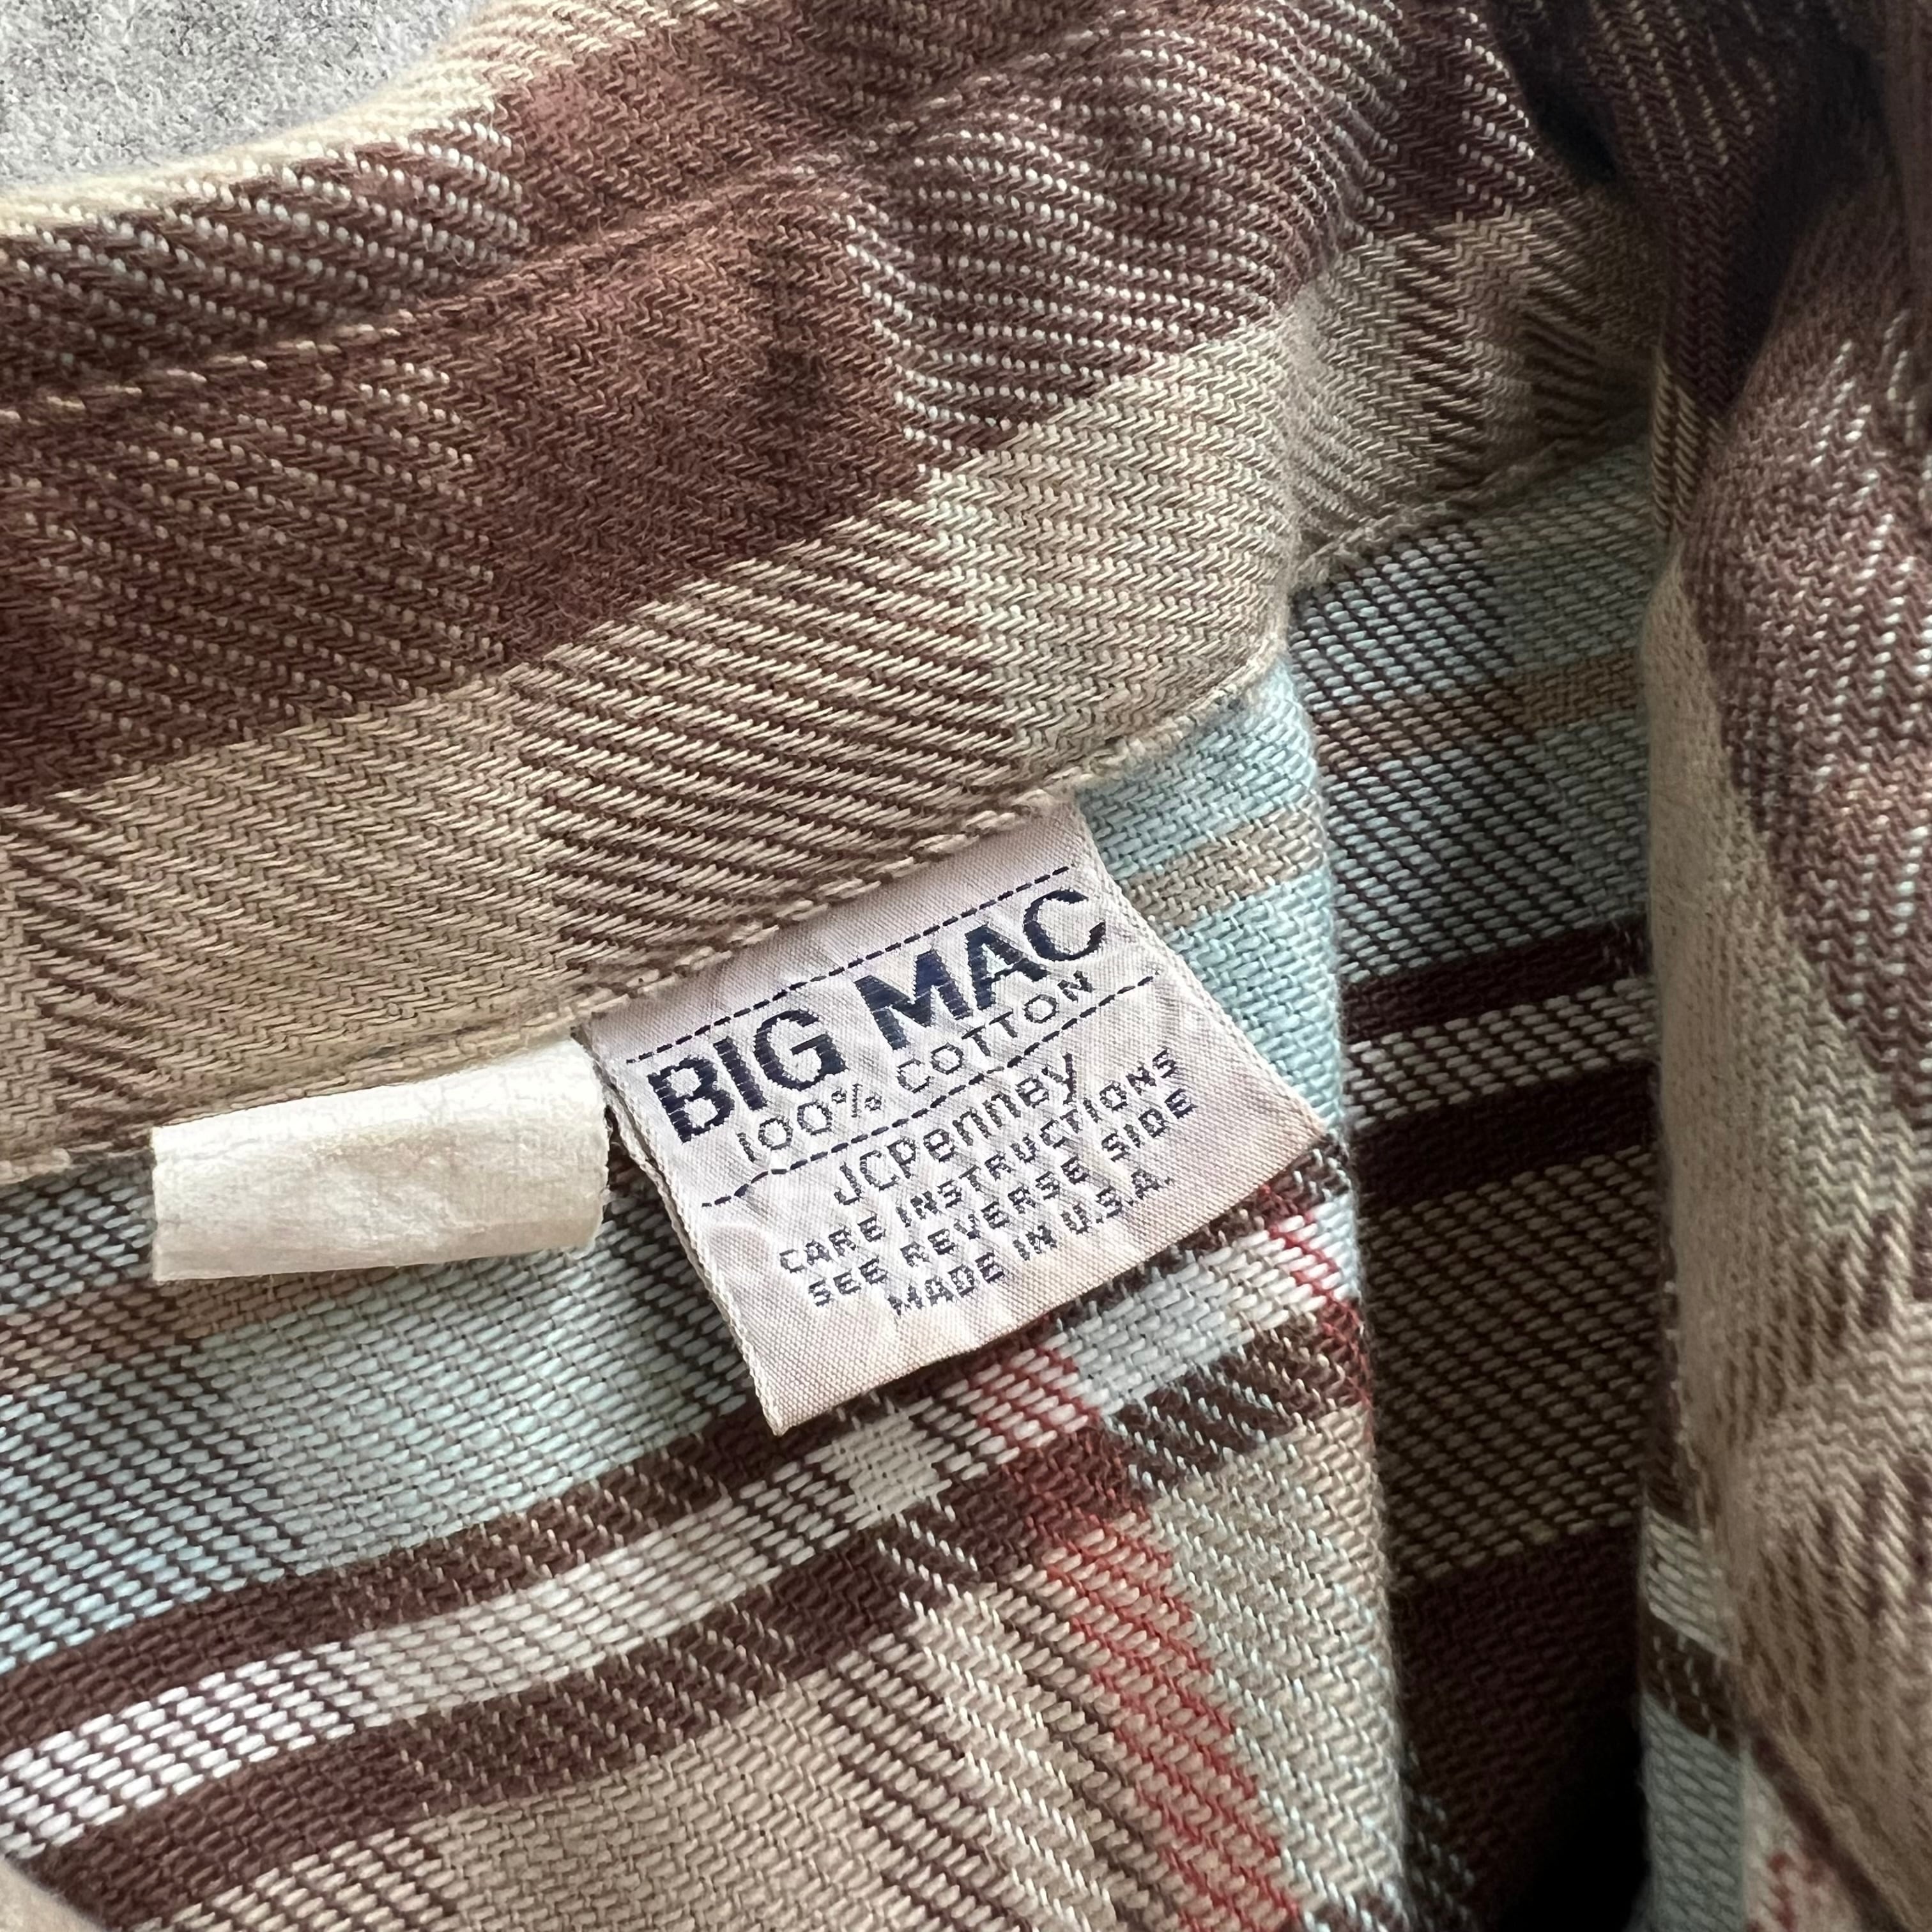 BIG MAC
100% COTTON
JCPenney
CARE INSTRUCTIONS
SEE REVERSE SIDE
MADE IN U.S.A.